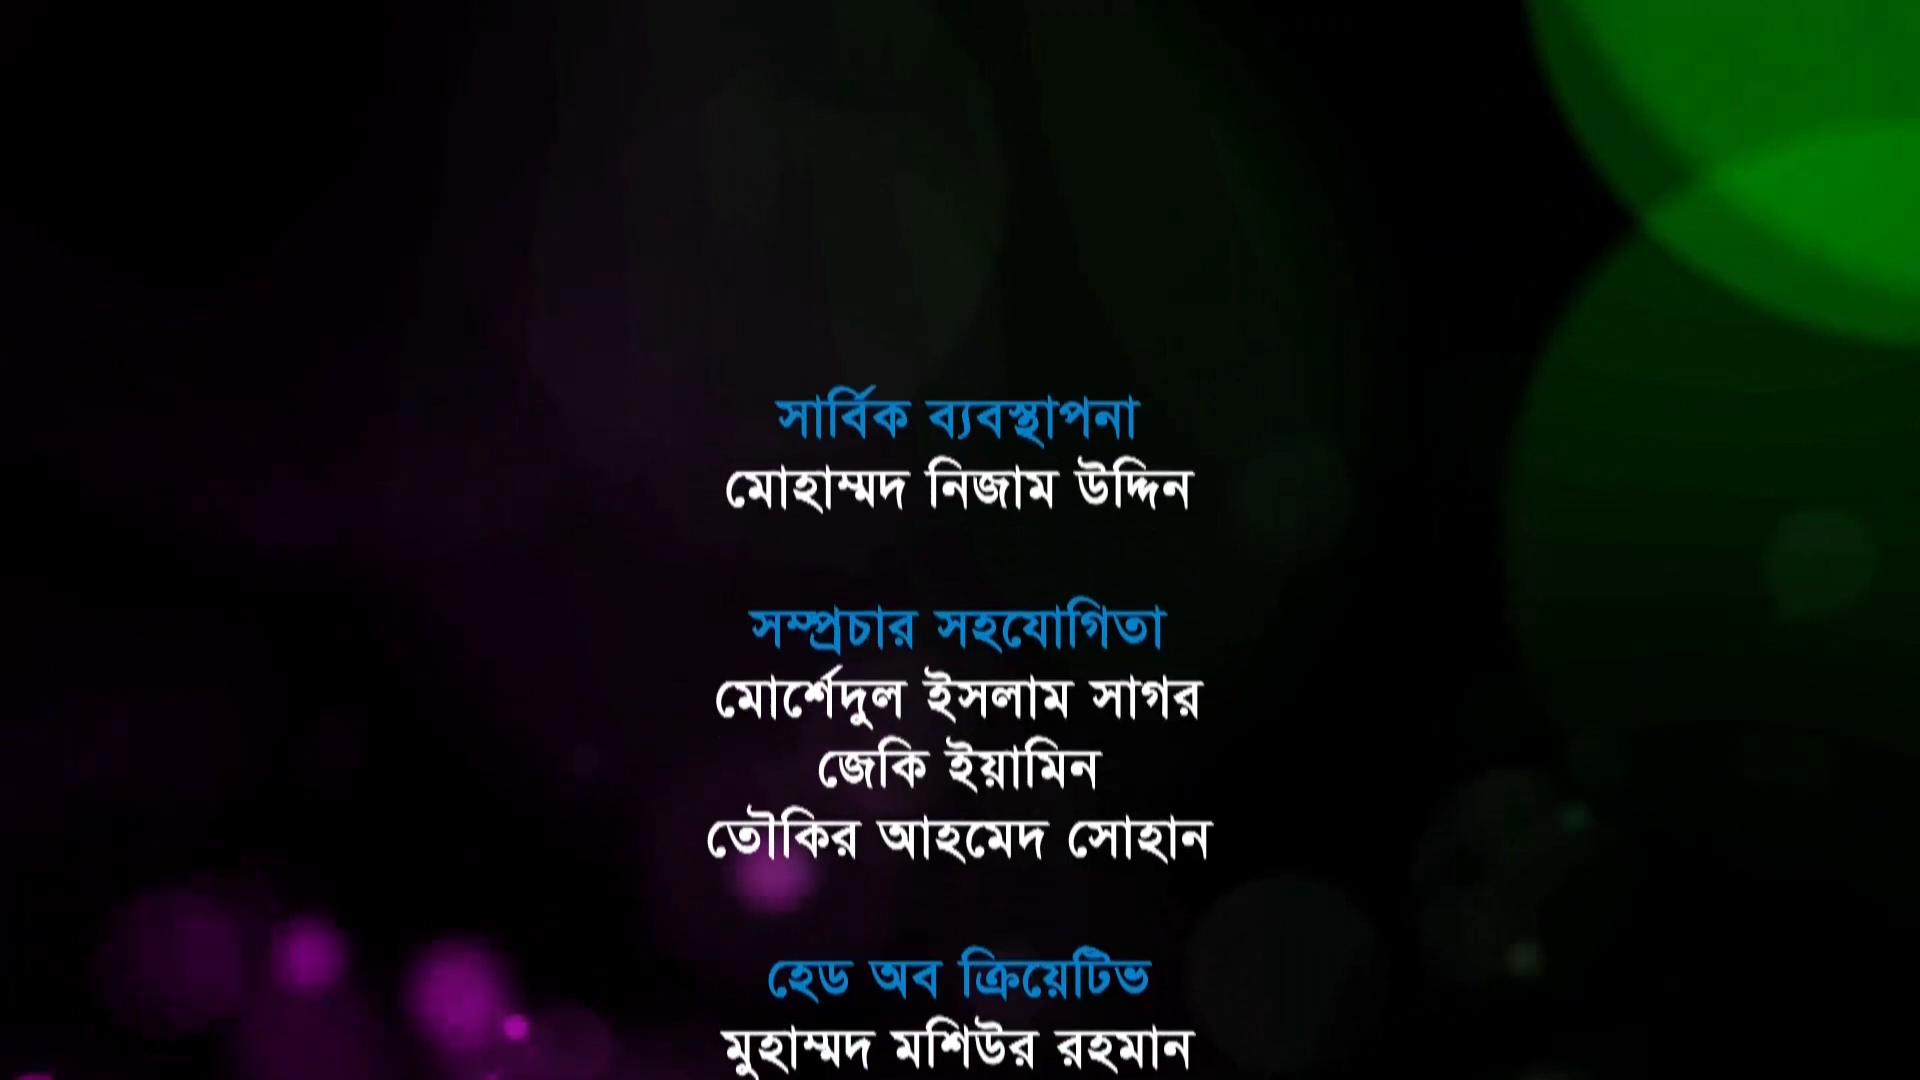 সার্বিক ব্যবস্থাপনা
মোহাম্মদ নিজাম উদ্দিন
সম্প্রচার সহযোগিতা
মোর্শেদুল ইসলাম সাগর
জেকি ইয়ামিন
তৌকির আহমেদ সোহান
হেড অব ক্রিয়েটিভ
মুহাম্মদ মশিউর রহমান